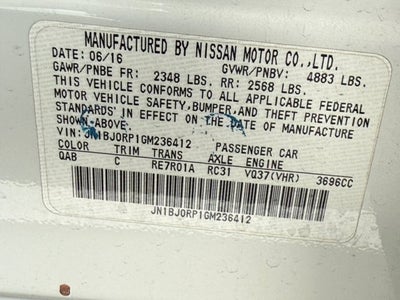 MANUFACTURED BY NISSAN MOTOR CO.,LTD.
DATE: 06/16 GVWR/PNBV: 4883 LBS.
GAWR/PNBE FR: 2348 LBS. RR: 2568 LBS.
THIS VEHICLE CONFORMS TO ALL APPLICABLE FEDERAL
MOTOR VEHICLE SAFETY,BUMPER,AND THEFT PREVENTION
STANDARDS IN EFFECT ON THE DATE OF MANUFACTURE
SHOWN ABOVE.
VIN: JN1BJ0RP1GM236412 PASSENGER CAR
COLOR TRIM TRANS AXLE ENGINE
QAB C RE7R01A RC31 VQ37(VHR) 3696CC
JN1BJ0RP1GM236412